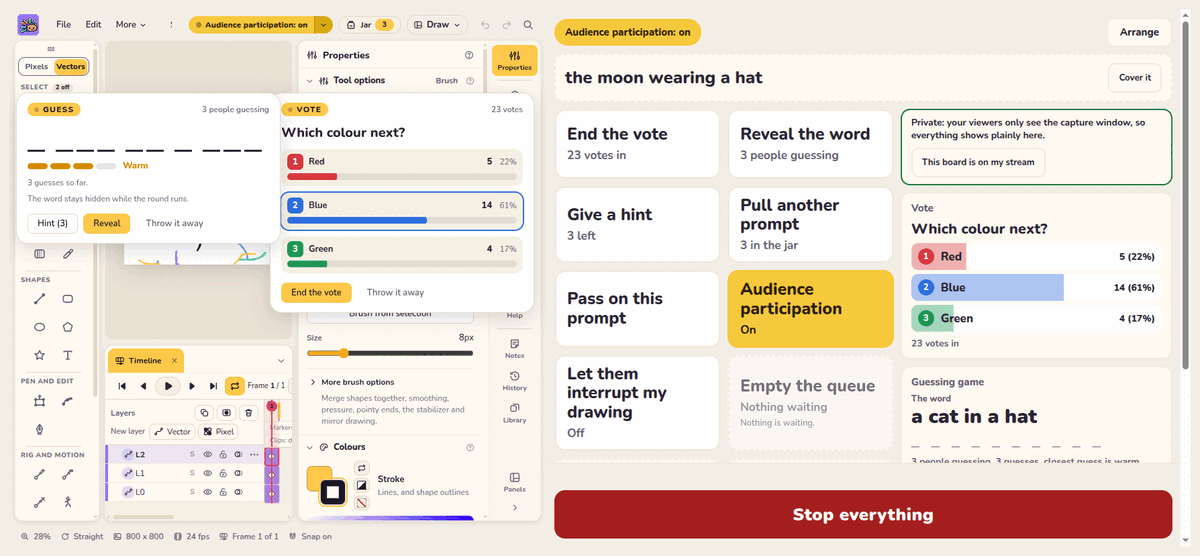 File Edit More
Audience participation: on
Jar 3
Draw
Pixels Vectors
SELECT 2 off
Properties
Tool options Brush
Properties
GUESS 3 people guessing
Warm
3 guesses so far.
The word stays hidden while the round runs.
Hint (3) Reveal Throw it away
VOTE 23 votes
Which colour next?
1 Red 5 22%
2 Blue 14 61%
3 Green 4 17%
End the vote Throw it away
SHAPES
PEN AND EDIT
RIG AND MOTION
Brush from selection
Size 8px
More brush options
Merge shapes together, smoothing,
pressure, pointy ends, the stabilizer and
mirror drawing.
Colours
Stroke
Lines, and shape outlines
Help
Notes
History
Library
Panels
Timeline
Frame 1 / 1
Layers
New layer Vector Pixel
L2 S
L1 S
L0 S
28% Straight 800 x 800 24 fps Frame 1 of 1 Snap on
Audience participation: on
Arrange
the moon wearing a hat
Cover it
End the vote
23 votes in
Reveal the word
3 people guessing
Give a hint
3 left
Pull another
prompt
3 in the jar
Pass on this
prompt
Audience
participation
On
Let them
interrupt my
drawing
Off
Empty the queue
Nothing waiting
Nothing is waiting.
Private: your viewers only see the capture window, so
everything shows plainly here.
This board is on my stream
Vote
Which colour next?
1 Red 5 (22%)
2 Blue 14 (61%)
3 Green 4 (17%)
23 votes in
Guessing game
The word
a cat in a hat
3 people guessing, 3 guesses, closest guess is warm
Stop everything